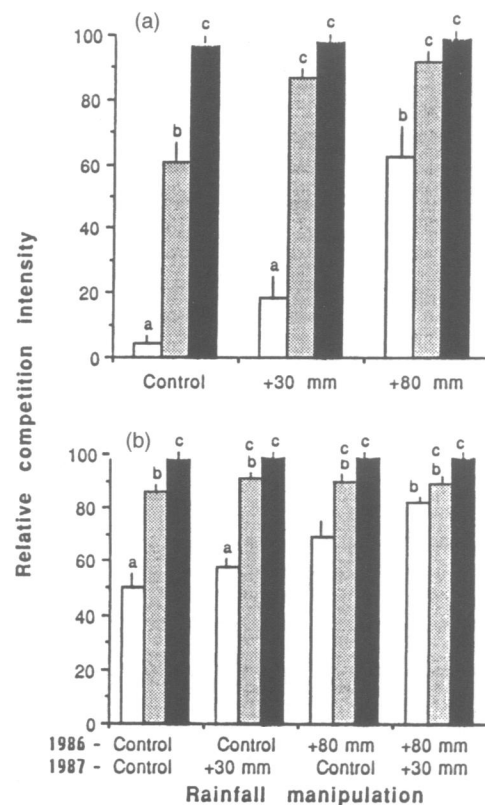 (a)
c
c
c
c
c
b
b
a
a
100
80
60
40
20
0
Control +30 mm +80 mm
Relative competition intensity
(b)
c c c c
c c c
b b b b b
a a
100
80
60
40
20
0
1986 - Control Control +80 mm +80 mm
1987 - Control +30 mm Control +30 mm
Rainfall manipulation